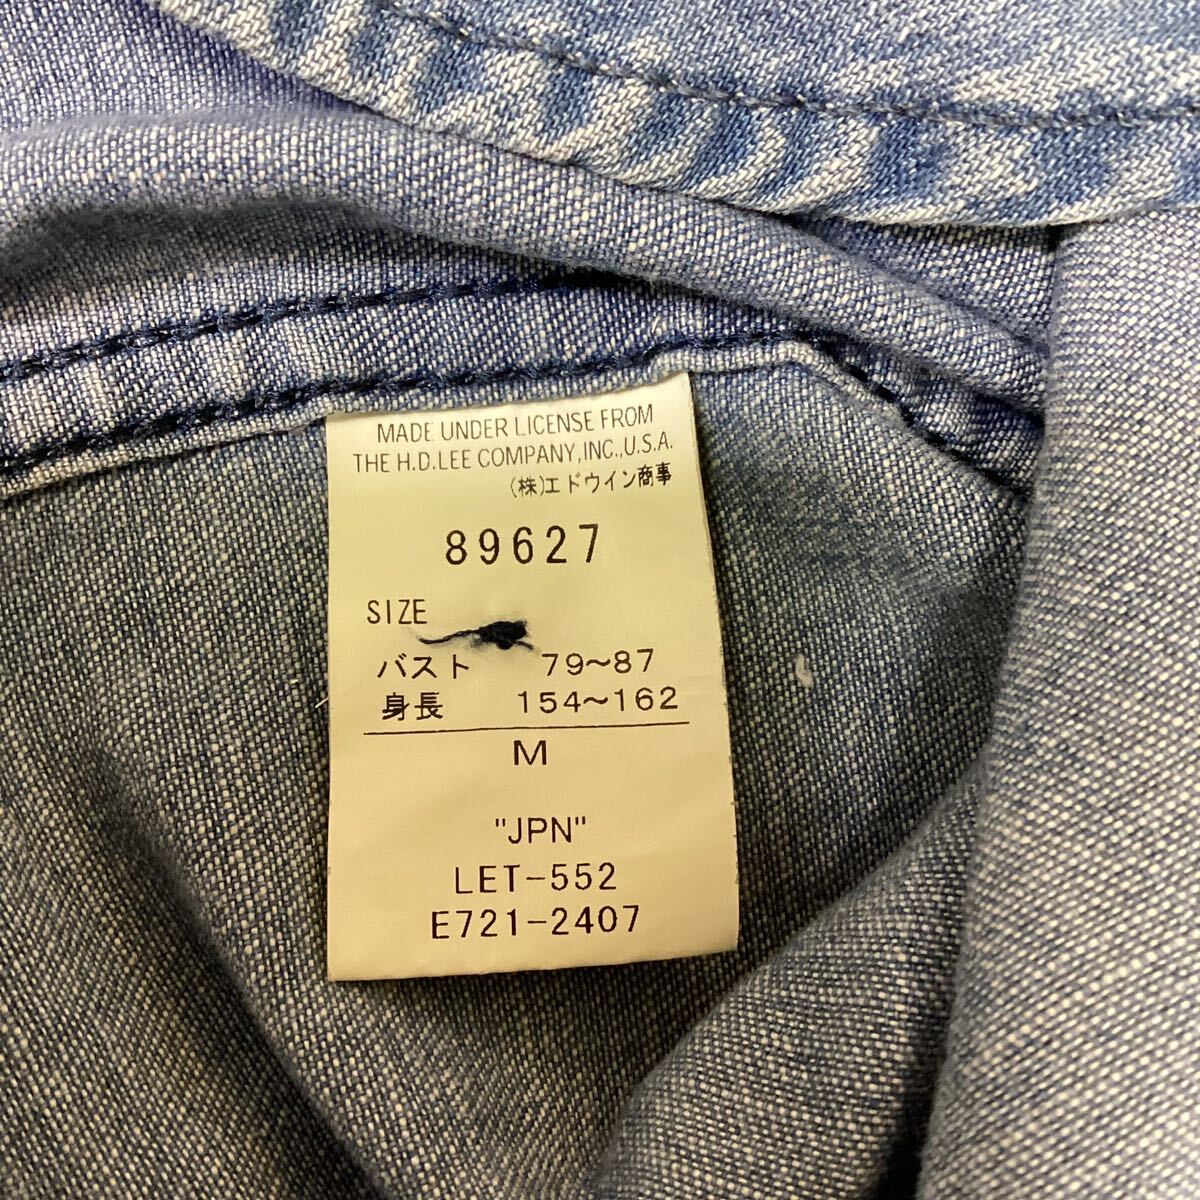 MADE UNDER LICENSE FROM
THE H.D.LEE COMPANY,INC.,U.S.A.
(株)エドウイン商事
89627
SIZE
バスト 79~87
身長 154~162
M
"JPN"
LET-552
E721-2407